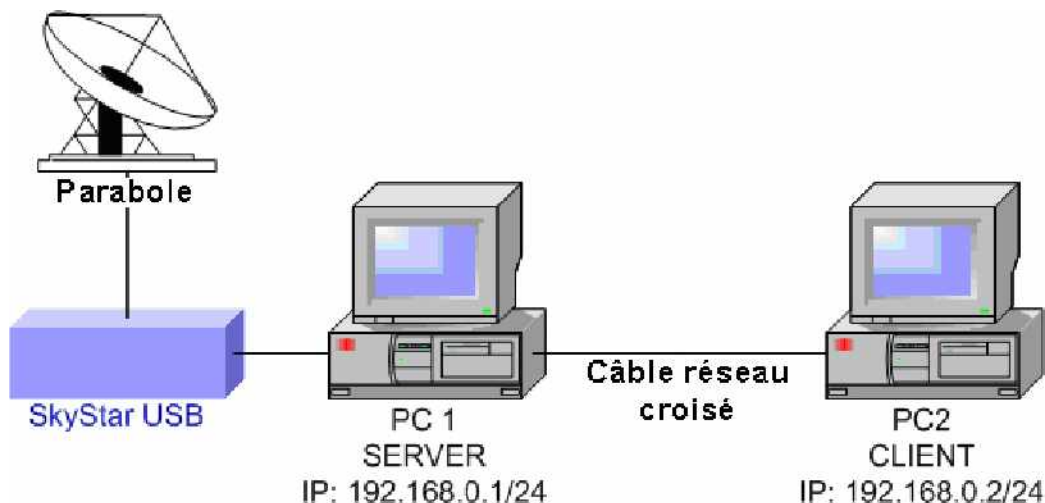 Parabole
SkyStar USB
PC 1
SERVER
IP: 192.168.0.1/24
Câble réseau
croisé
PC2
CLIENT
IP: 192.168.0.2/24